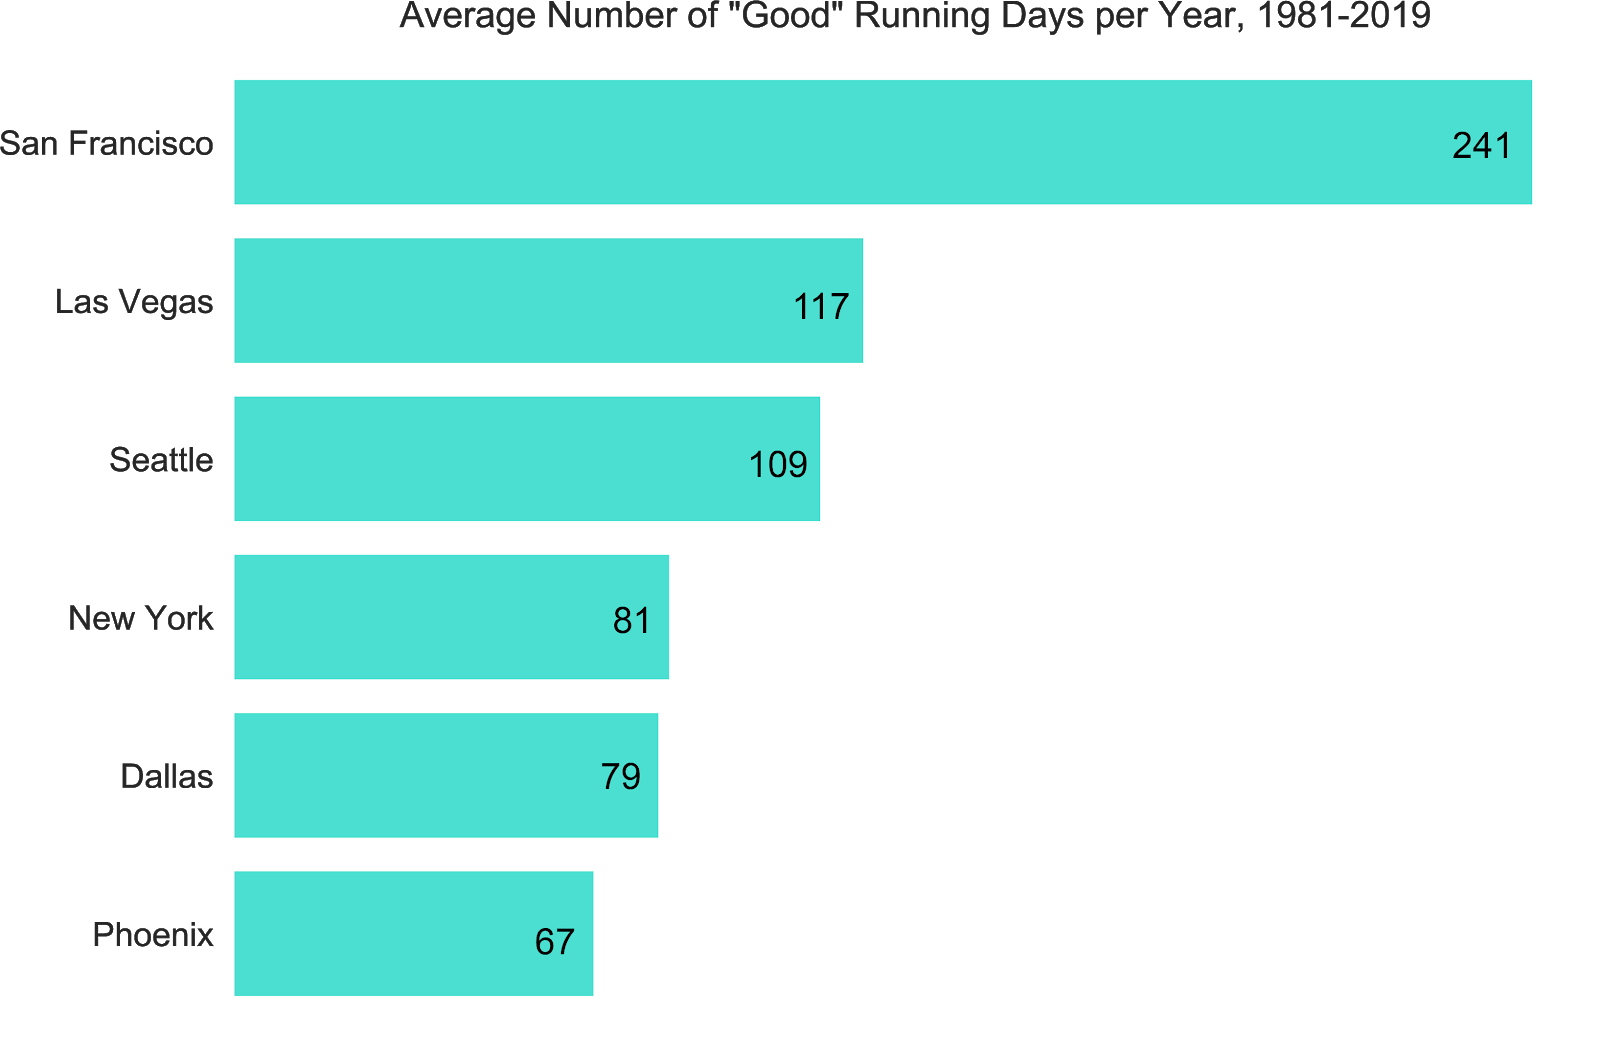 Average Number of "Good" Running Days per Year, 1981-2019
San Francisco 241
Las Vegas 117
Seattle 109
New York 81
Dallas 79
Phoenix 67